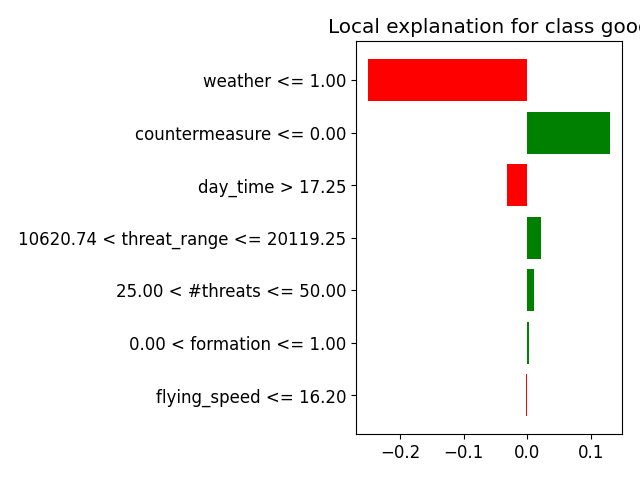 Local explanation for class good
weather <= 1.00
countermeasure <= 0.00
day_time > 17.25
10620.74 < threat_range <= 20119.25
25.00 < #threats <= 50.00
0.00 < formation <= 1.00
flying_speed <= 16.20
−0.2 −0.1 0.0 0.1